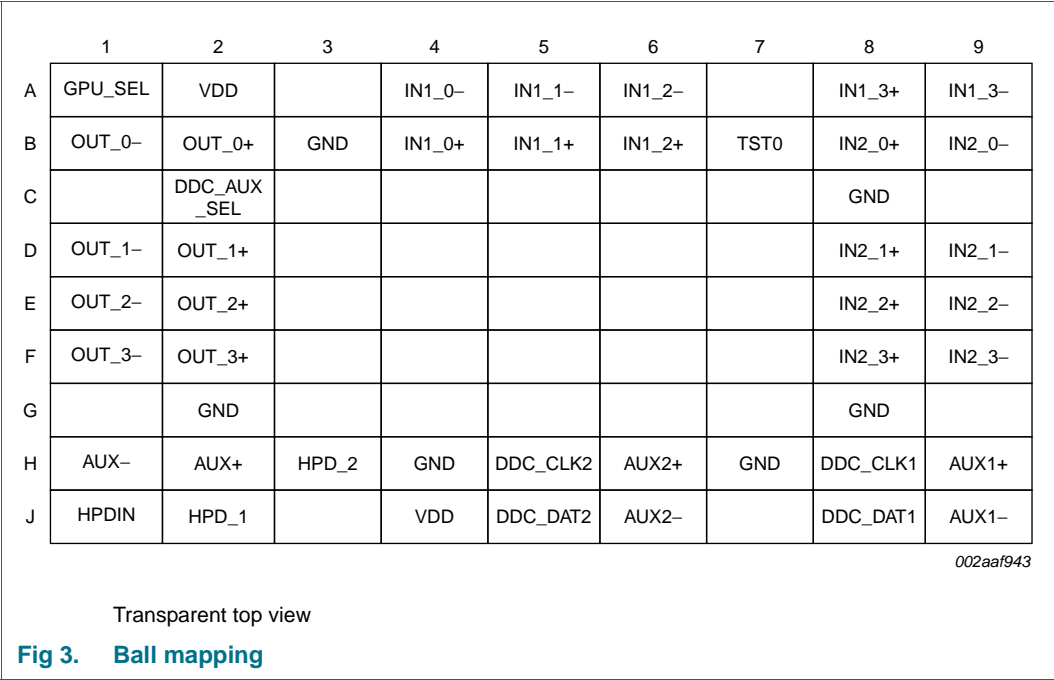 1 2 3 4 5 6 7 8 9
A GPU_SEL VDD IN1_0− IN1_1− IN1_2− IN1_3+ IN1_3−
B OUT_0− OUT_0+ GND IN1_0+ IN1_1+ IN1_2+ TST0 IN2_0+ IN2_0−
C DDC_AUX
_SEL GND
D OUT_1− OUT_1+ IN2_1+ IN2_1−
E OUT_2− OUT_2+ IN2_2+ IN2_2−
F OUT_3− OUT_3+ IN2_3+ IN2_3−
G GND GND
H AUX− AUX+ HPD_2 GND DDC_CLK2 AUX2+ GND DDC_CLK1 AUX1+
J HPDIN HPD_1 VDD DDC_DAT2 AUX2− DDC_DAT1 AUX1−
002aaf943
Transparent top view
Fig 3. Ball mapping